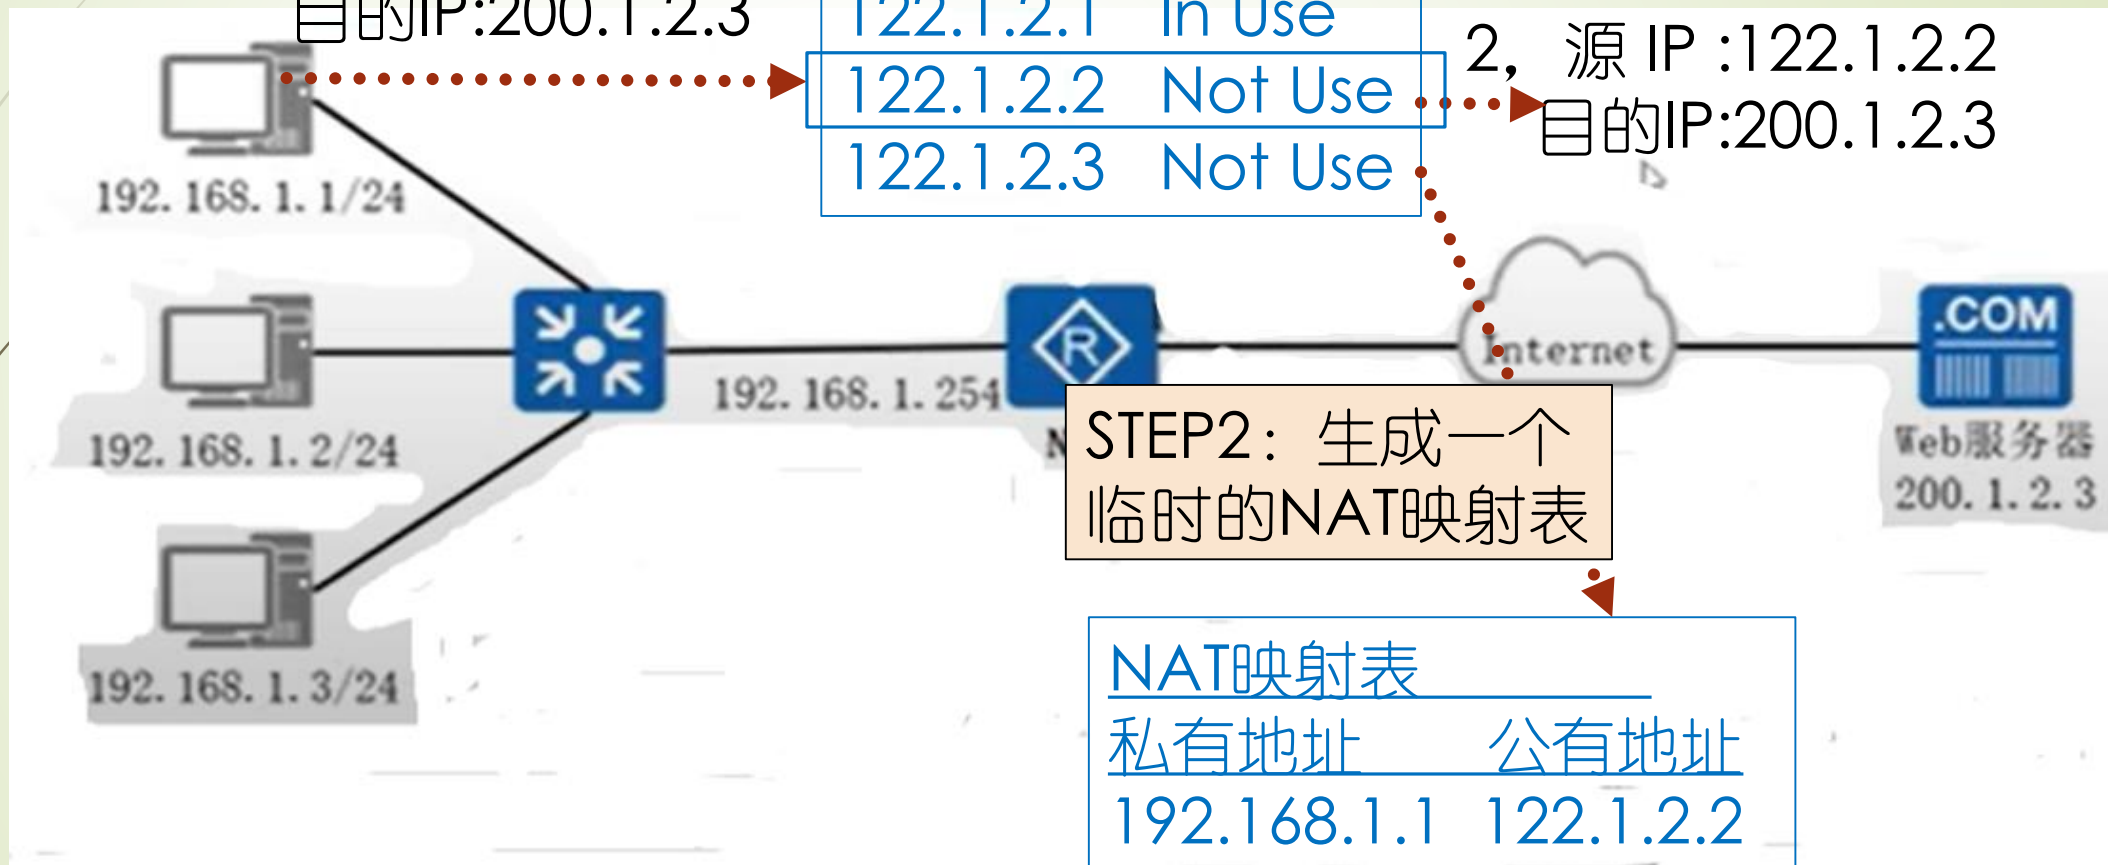 目的IP:200.1.2.3
122.1.2.1 In Use
122.1.2.2 Not Use
122.1.2.3 Not Use
2，源 IP :122.1.2.2
目的IP:200.1.2.3
192.168.1.1/24
192.168.1.2/24
192.168.1.3/24
192.168.1.254
R
N
Internet
.COM
Web服务器
200.1.2.3
STEP2：生成一个
临时的NAT映射表
NAT映射表
私有地址 公有地址
192.168.1.1 122.1.2.2